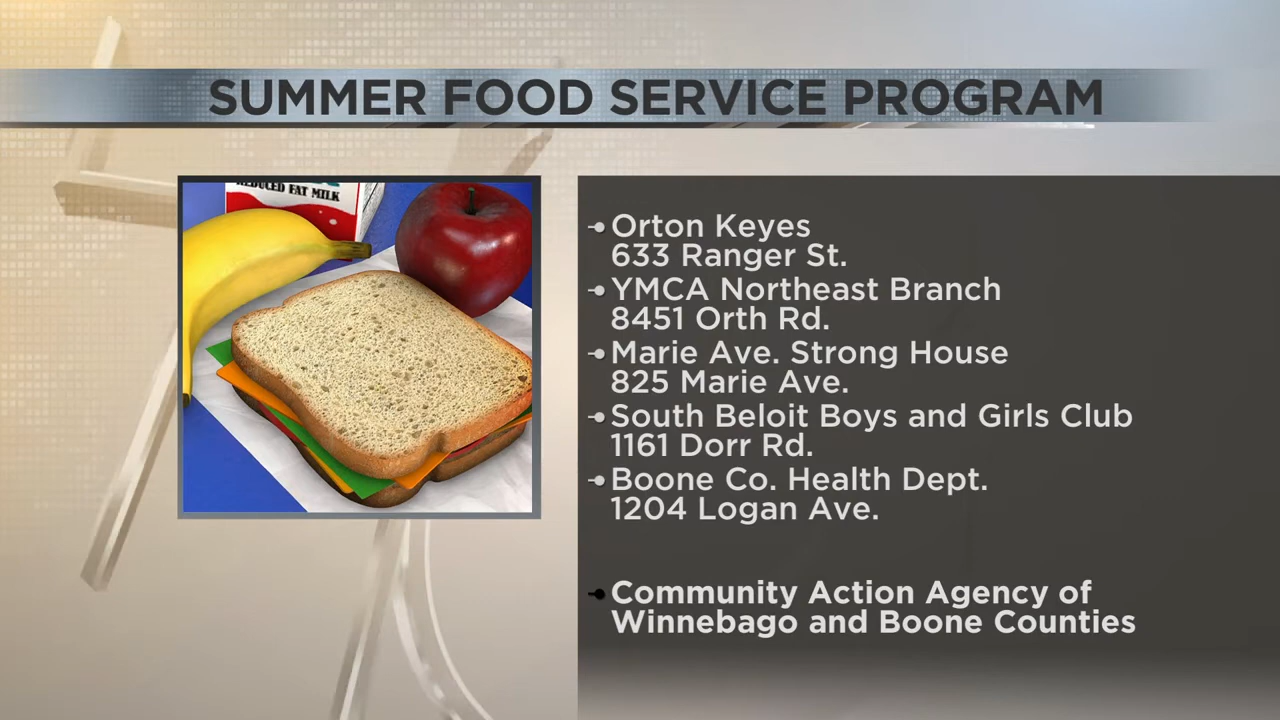 SUMMER FOOD SERVICE PROGRAM
REDUCED FAT MILK
Orton Keyes
633 Ranger St.
YMCA Northeast Branch
8451 Orth Rd.
Marie Ave. Strong House
825 Marie Ave.
South Beloit Boys and Girls Club
1161 Dorr Rd.
Boone Co. Health Dept.
1204 Logan Ave.
Community Action Agency of
Winnebago and Boone Counties